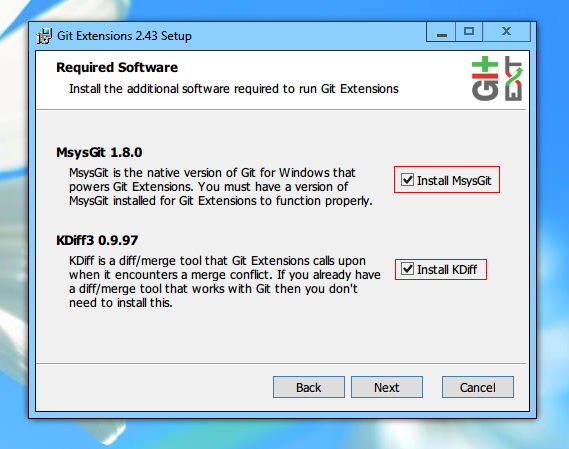 Git Extensions 2.43 Setup
Required Software
Install the additional software required to run Git Extensions
Git
EXT
MsysGit 1.8.0
MsysGit is the native version of Git for Windows that
powers Git Extensions. You must have a version of
MsysGit installed for Git Extensions to function properly.
Install MsysGit
KDiff3 0.9.97
KDiff is a diff/merge tool that Git Extensions calls upon
when it encounters a merge conflict. If you already have
a diff/merge tool that works with Git then you don't
need to install this.
Install KDiff
Back
Next
Cancel